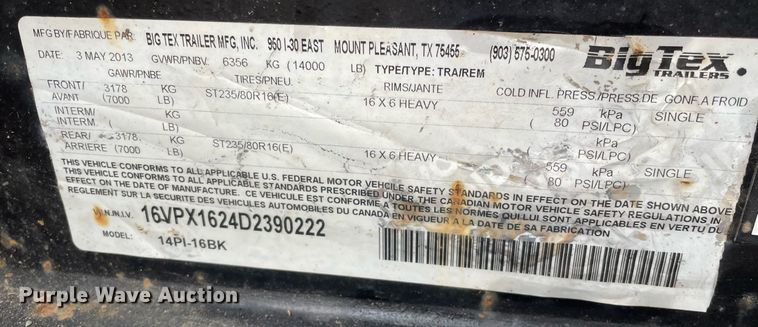 MFG BY/FABRIQUE PAR: BIG TEX TRAILER MFG, INC. 950 I-30 EAST MOUNT PLEASANT, TX 75455 (903) 575-0300
BigTex.
TRAILERS
DATE: 3 MAY 2013 GVWR/PNBV: 6356 KG (14000 LB) TYPE/TYPE: TRA/REM
GAWR/PNBE TIRES/PNEU RIMS/JANTE COLD INFL. PRESS./PRESS.DE. GONF.A FROID
FRONT/ 3178 KG ST235/80R16(E) 16 X 6 HEAVY 559 kPa SINGLE
AVANT (7000 LB) ( 80 PSI/LPC)
INTERM/ KG kPa
INTERM ( LB) ( PSI/LPC)
REAR/ 3178 KG ST235/80R16(E) 16 X 6 HEAVY 559 kPa SINGLE
ARRIERE (7000 LB) ( 80 PSI/LPC)
THIS VEHICLE CONFORMS TO ALL APPLICABLE U.S. FEDERAL MOTOR VEHCILE SAFETY STANDARDS IN EFFECT ON THE DATE OF MANUFACTURE SHOWN ABOVE.
THIS VEHICLE CONFORMS TO ALL APPLICABLE STANDARDS PRESCRIBED UNDER THE CANADIAN MOTOR VEHICLE SAFETY REGULATIONS IN EFFECT ON THE
DATE OF MANUFACTURE. CE VEHICULE EST CONFORME A TOUTES LES NORMES QUI LUI SONT APPLICABLES EN VERTU DU
REGLEMENT SUR LA SECURITE DES VEHICULES AUTOMOBILES DU CANADA EN VIGUEUR A LA DATE DE SA FABRICATION
V.I.N./N.I.V. 16VPX1624D2390222
MODEL: 14PI-16BK
Purple Wave Auction